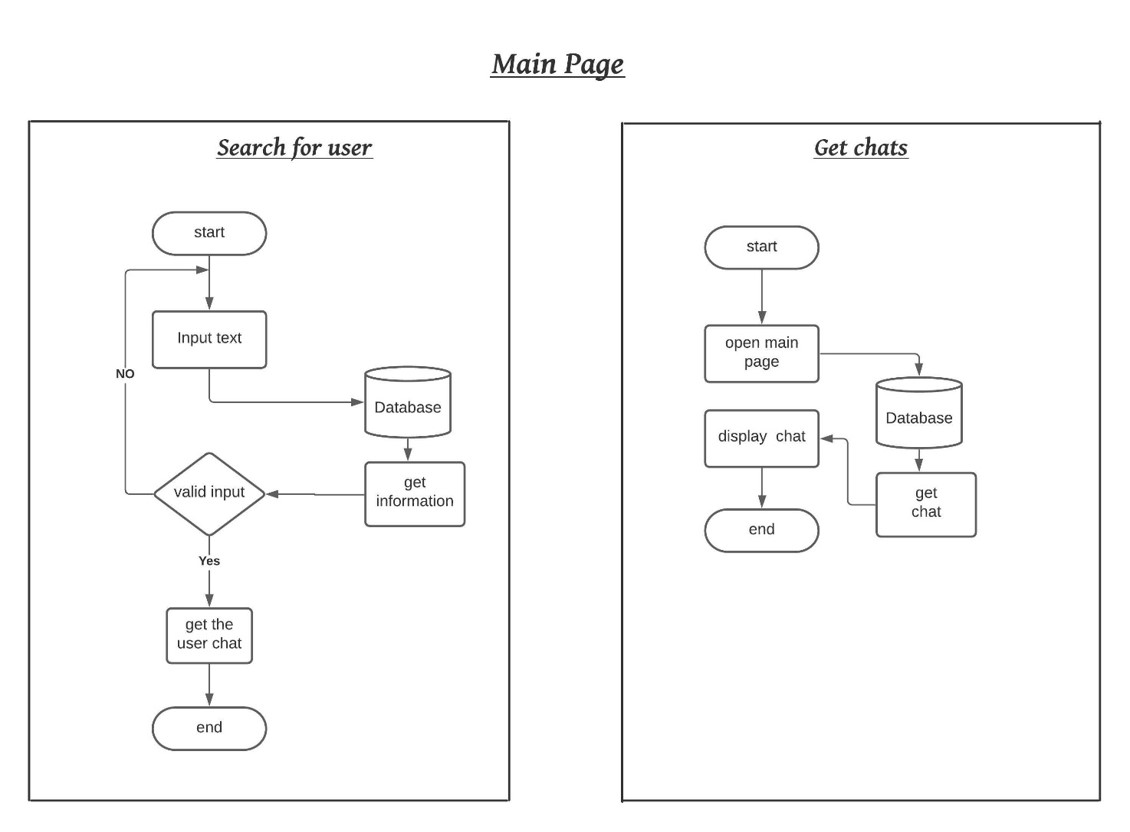 Main Page
Search for user
start
Input text
NO
Database
get
information
valid input
Yes
get the
user chat
end
Get chats
start
open main
page
Database
display  chat
get
chat
end